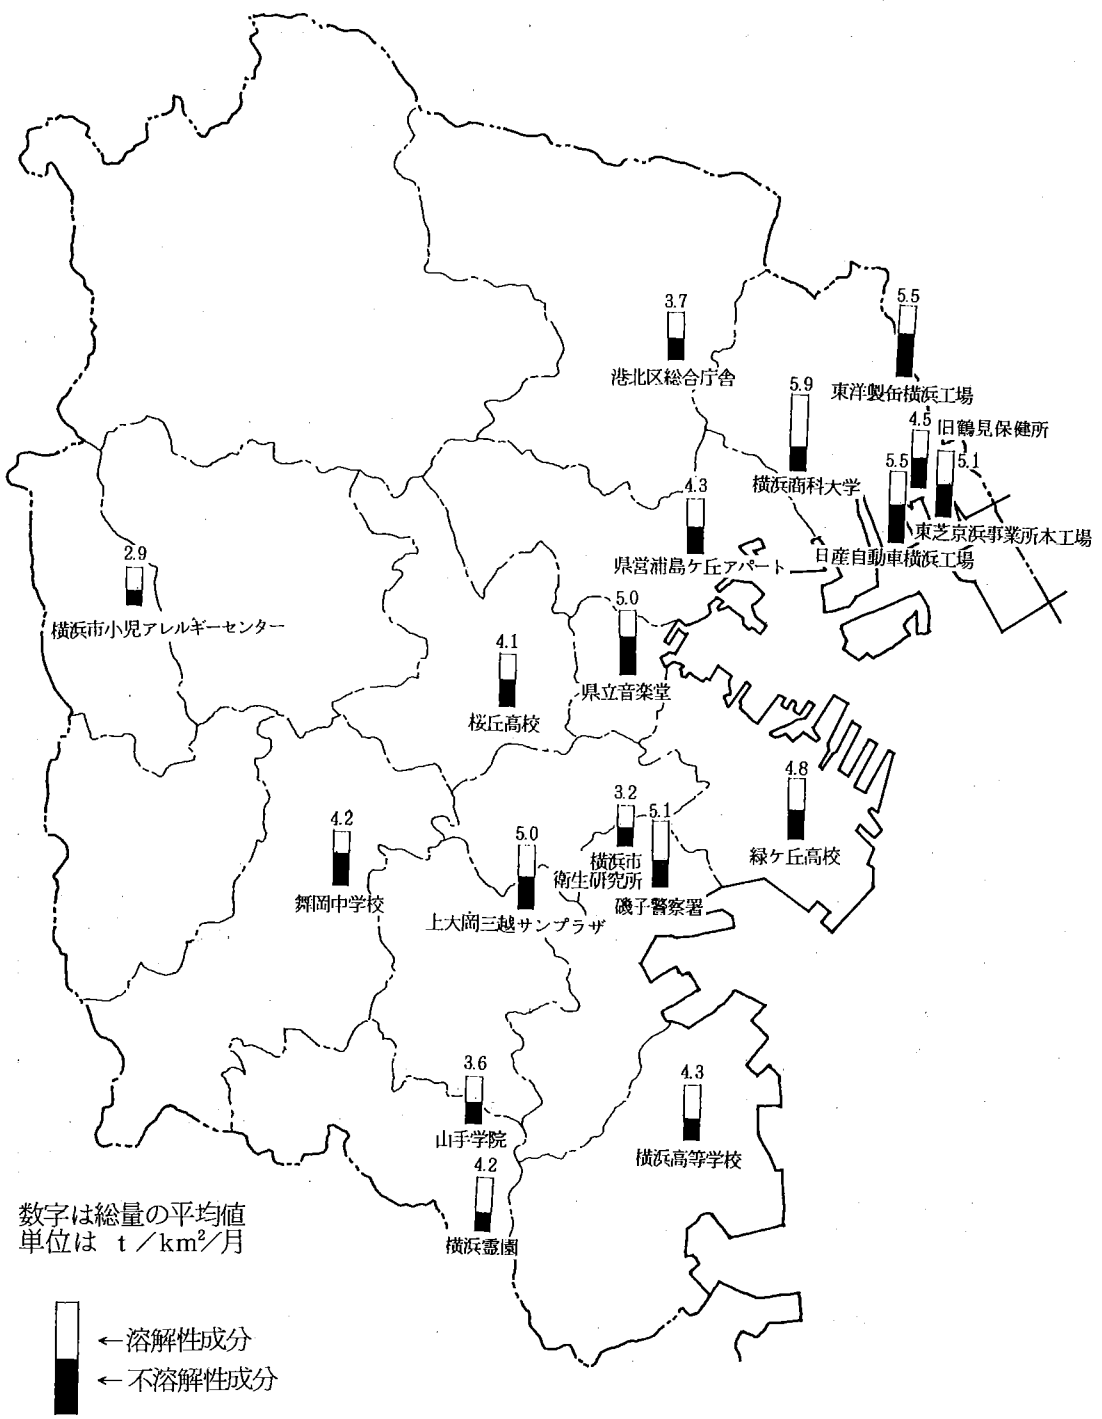 3.7
港北区総合庁舎
5.5
東洋製缶横浜工場
5.9
横浜商科大学
4.5
旧鶴見保健所
5.1
東芝京浜事業所本工場
5.5
日産自動車横浜工場
4.3
県営浦島ケ丘アパート
2.9
横浜市小児アレルギーセンター
5.0
県立音楽堂
4.1
桜丘高校
4.8
緑ケ丘高校
3.2
横浜市
衛生研究所
5.1
磯子警察署
4.2
舞岡中学校
5.0
上大岡三越サンプラザ
3.6
山手学院
4.3
横浜高等学校
4.2
横浜霊園
数字は総量の平均値
単位は t/km²/月
←溶解性成分
←不溶解性成分